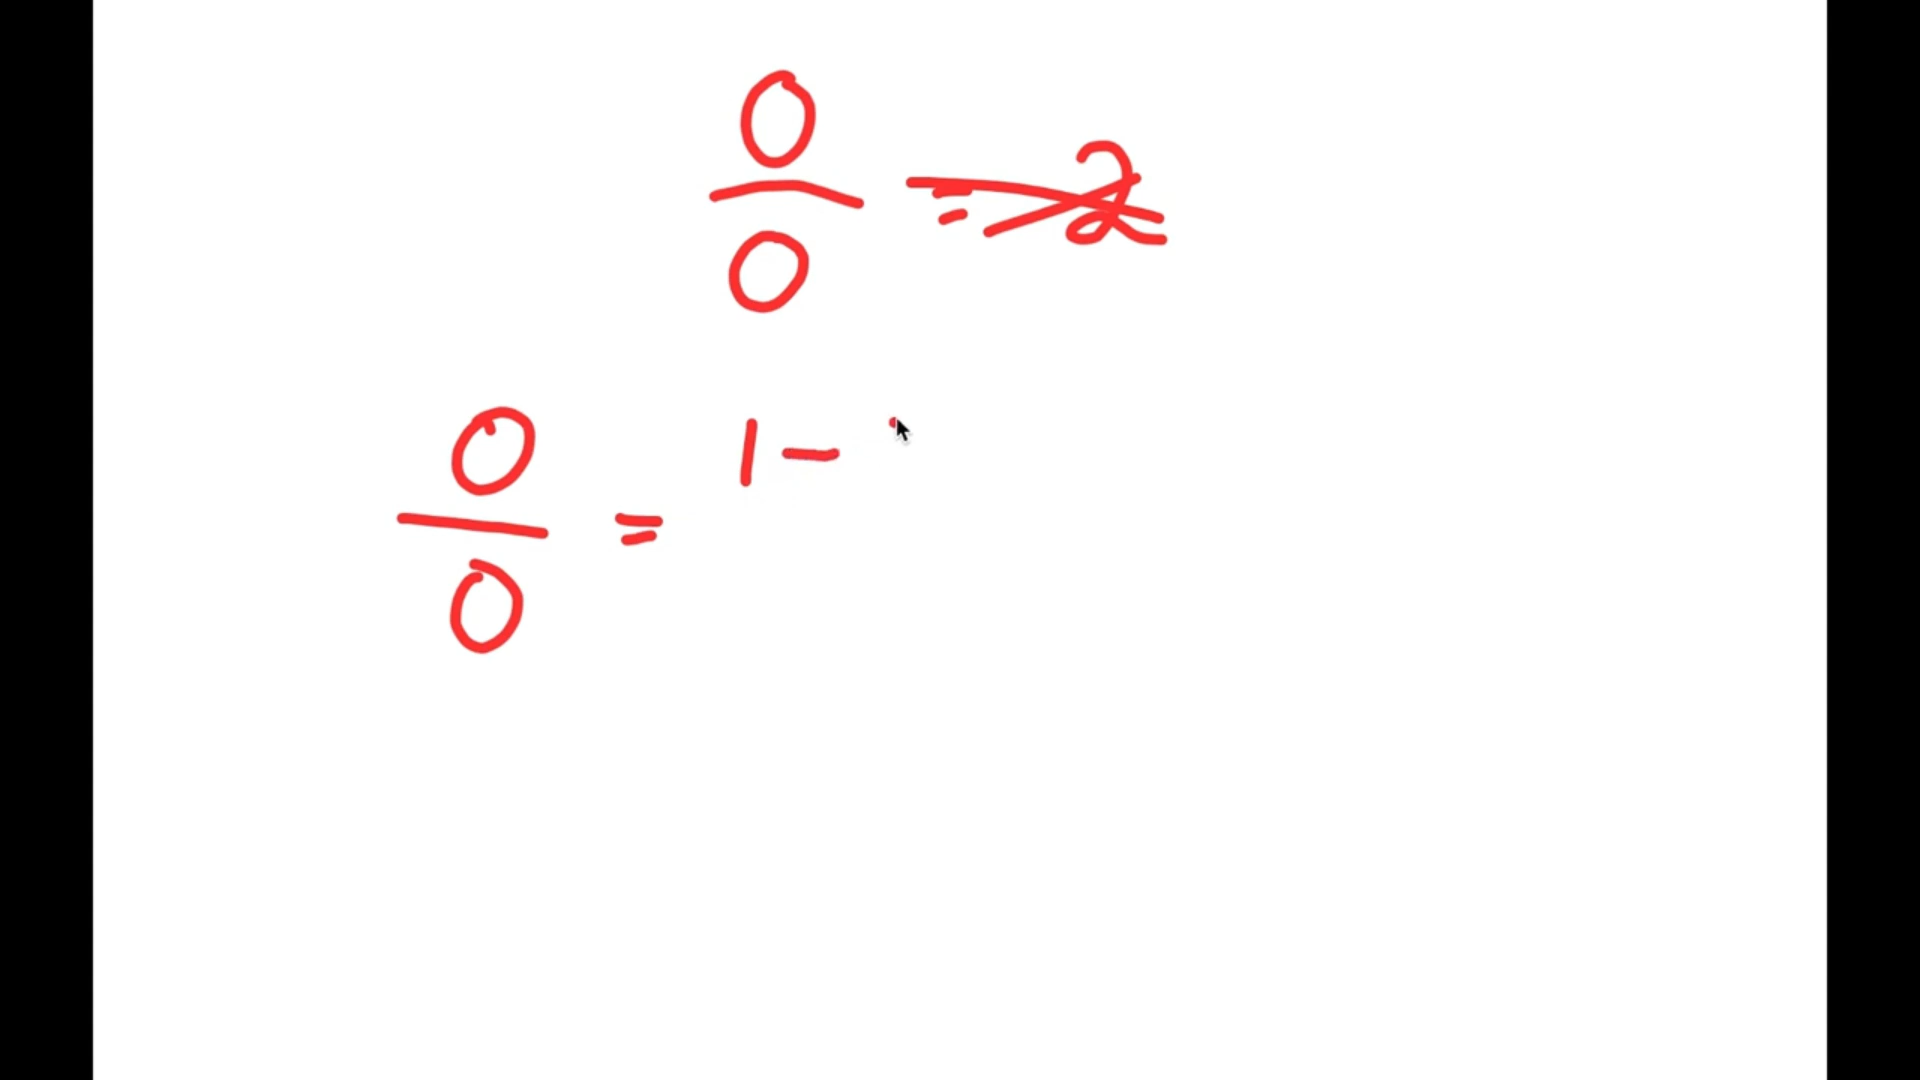 0
— = 2
0
0 1 -
— =
0